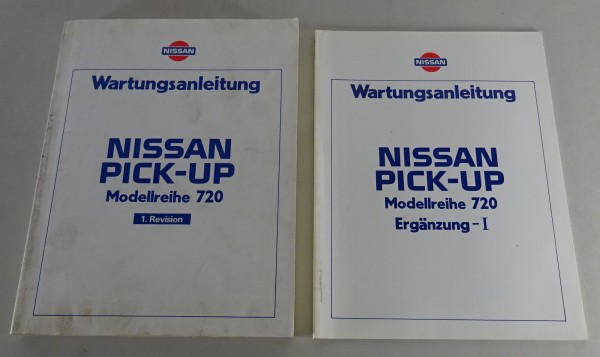 NISSAN
Wartungsanleitung
NISSAN
PICK-UP
Modellreihe 720
1. Revision
NISSAN
Wartungsanleitung
NISSAN
PICK-UP
Modellreihe 720
Ergänzung - I